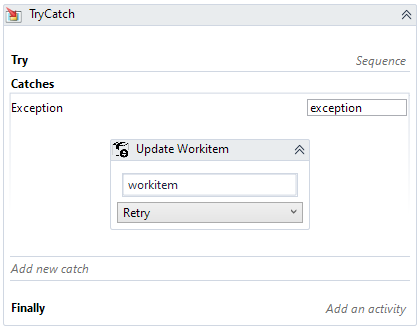 TryCatch
Try Sequence
Catches
Exception exception
Update Workitem
workitem
Retry
Add new catch
Finally Add an activity